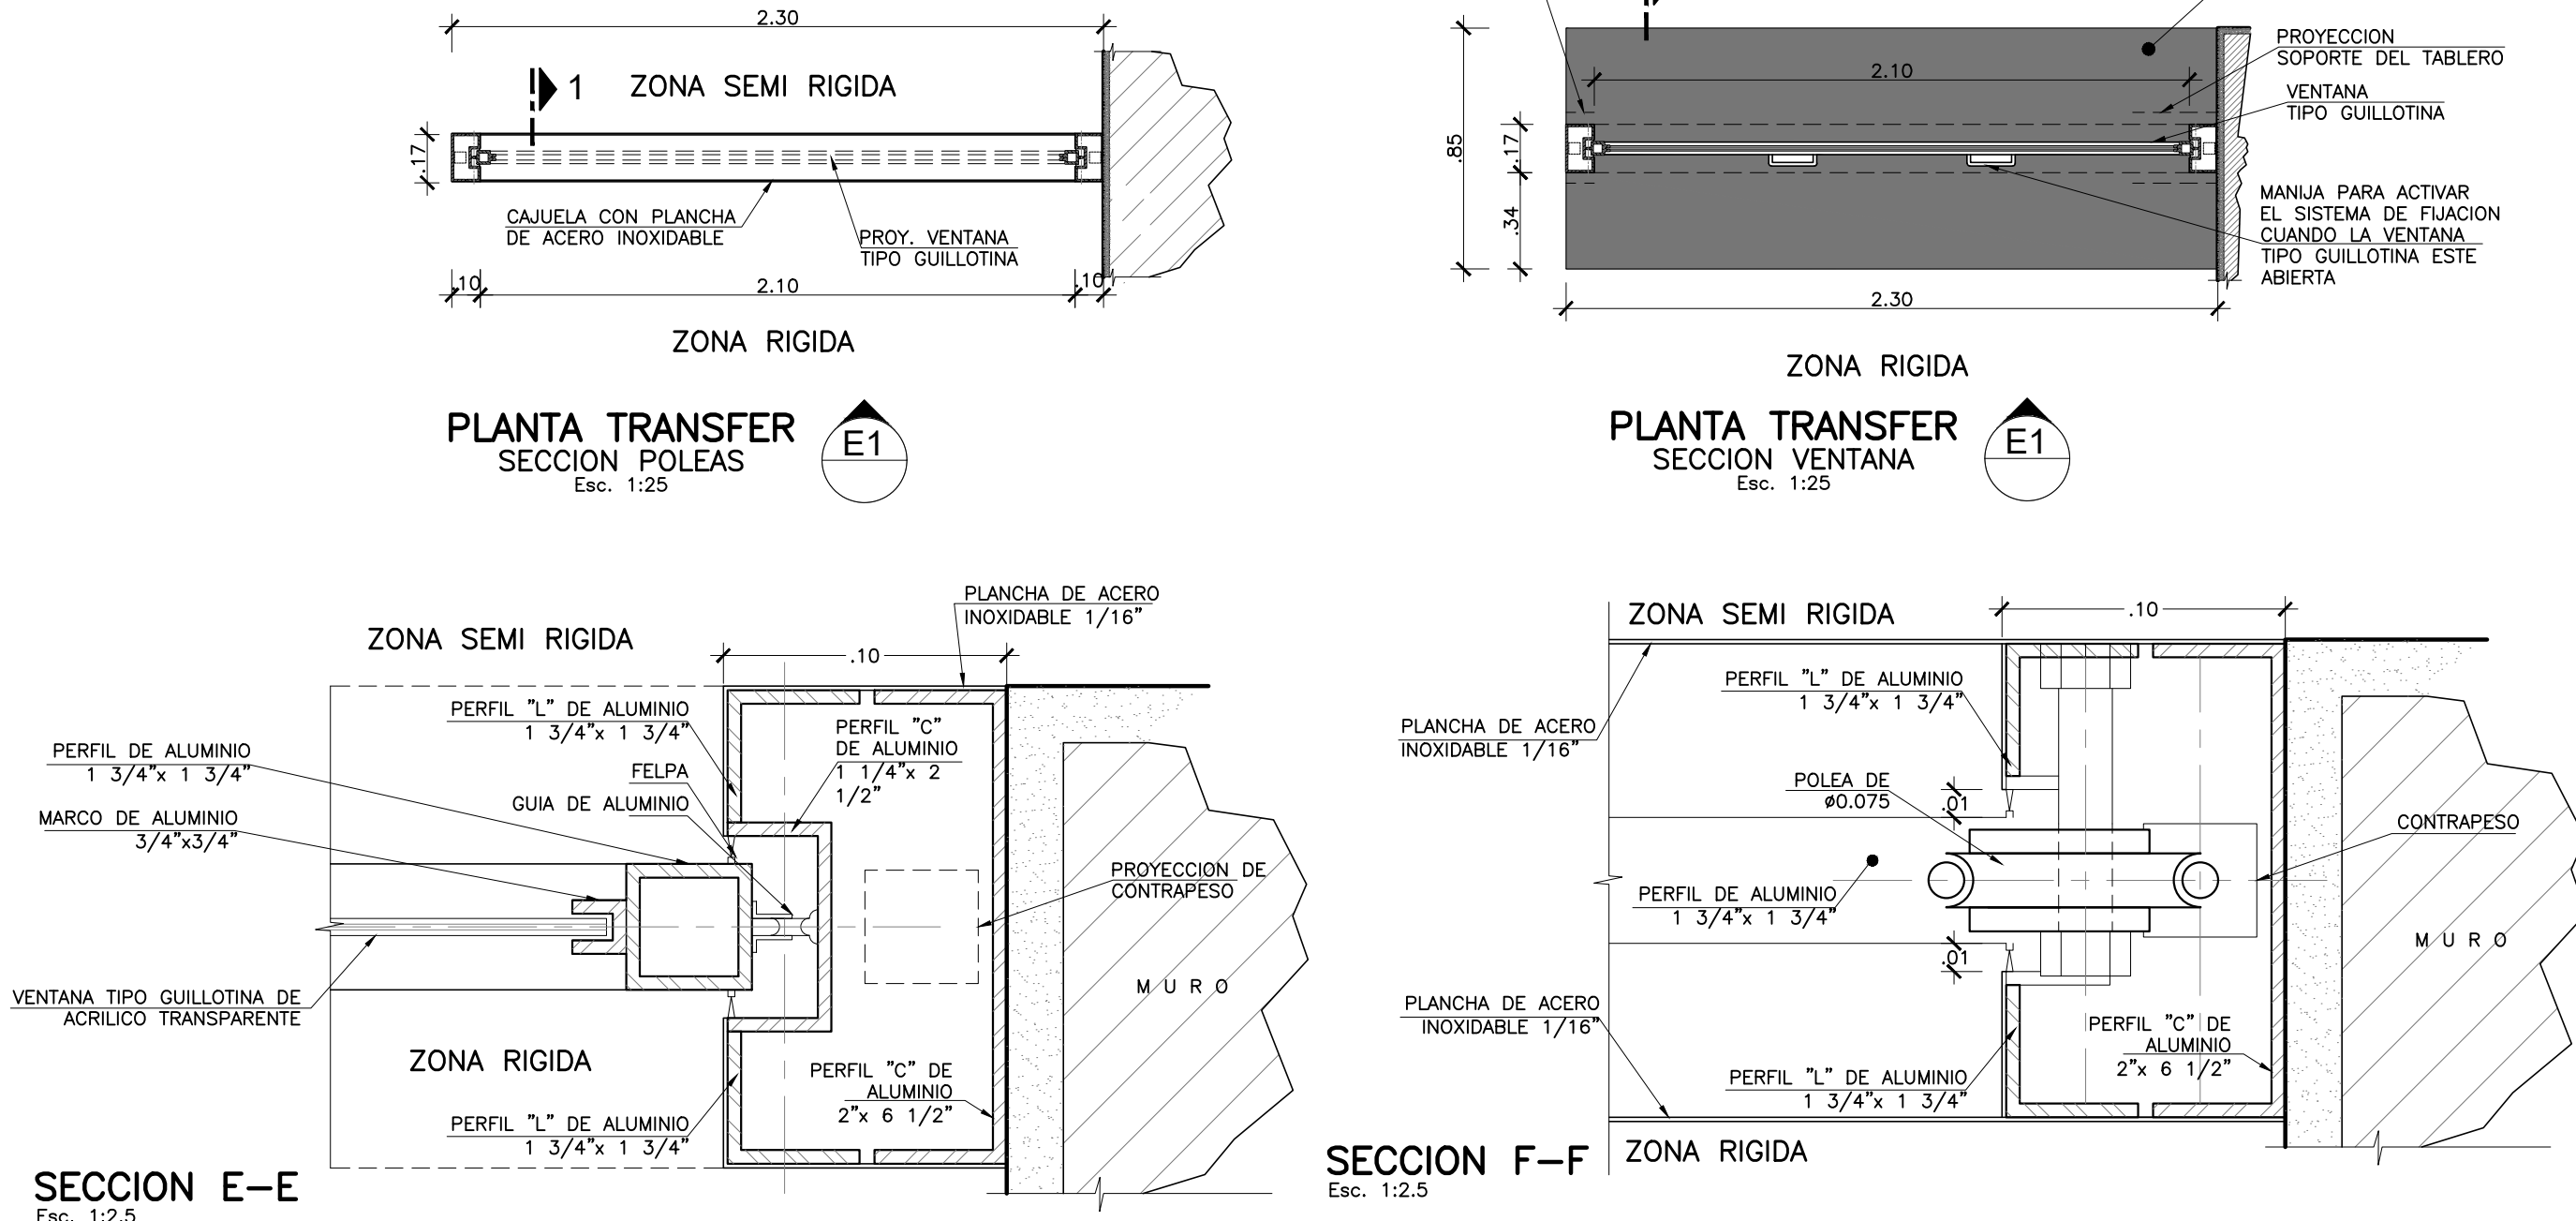 2.30
1
ZONA SEMI RIGIDA
.17
CAJUELA CON PLANCHA
DE ACERO INOXIDABLE
PROY. VENTANA
TIPO GUILLOTINA
.10
2.10
.10
ZONA RIGIDA
PLANTA TRANSFER
SECCION POLEAS
Esc. 1:25
E1
PROYECCION
SOPORTE DEL TABLERO
2.10
VENTANA
TIPO GUILLOTINA
.85
.17
.34
MANIJA PARA ACTIVAR
EL SISTEMA DE FIJACION
CUANDO LA VENTANA
TIPO GUILLOTINA ESTE
ABIERTA
2.30
ZONA RIGIDA
PLANTA TRANSFER
SECCION VENTANA
Esc. 1:25
E1
PLANCHA DE ACERO
INOXIDABLE 1/16"
ZONA SEMI RIGIDA
.10
PERFIL "L" DE ALUMINIO
1 3/4"x 1 3/4"
PERFIL "C"
DE ALUMINIO
1 1/4"x 2
1/2"
PERFIL DE ALUMINIO
1 3/4"x 1 3/4"
FELPA
GUIA DE ALUMINIO
MARCO DE ALUMINIO
3/4"x3/4"
PROYECCION DE
CONTRAPESO
MURO
VENTANA TIPO GUILLOTINA DE
ACRILICO TRANSPARENTE
ZONA RIGIDA
PERFIL "C" DE
ALUMINIO
2"x 6 1/2"
PERFIL "L" DE ALUMINIO
1 3/4"x 1 3/4"
SECCION E-E
Esc. 1:2.5
ZONA SEMI RIGIDA
.10
PERFIL "L" DE ALUMINIO
1 3/4"x 1 3/4"
PLANCHA DE ACERO
INOXIDABLE 1/16"
POLEA DE
ø0.075
.01
CONTRAPESO
PERFIL DE ALUMINIO
1 3/4"x 1 3/4"
MURO
.01
PLANCHA DE ACERO
INOXIDABLE 1/16"
PERFIL "C" DE
ALUMINIO
2"x 6 1/2"
PERFIL "L" DE ALUMINIO
1 3/4"x 1 3/4"
SECCION F-F
Esc. 1:2.5
ZONA RIGIDA